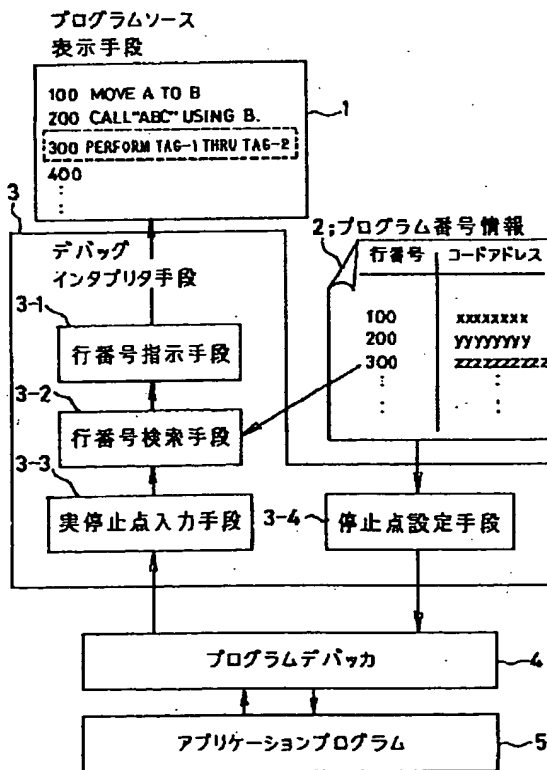 プログラムソース
表示手段
100 MOVE A TO B
200 CALL"ABC" USING B.
300 PERFORM TAG-1 THRU TAG-2
400
⋮
1
3
デバッグ
インタプリタ手段
2;プログラム番号情報
行番号 コードアドレス
100 xxxxxxxx
200 yyyyyyyy
300 zzzzzzzzzz
⋮ ⋮
3-1
行番号指示手段
3-2
行番号検索手段
3-3
実停止点入力手段
3-4
停止点設定手段
プログラムデバッカ
4
アプリケーションプログラム
5